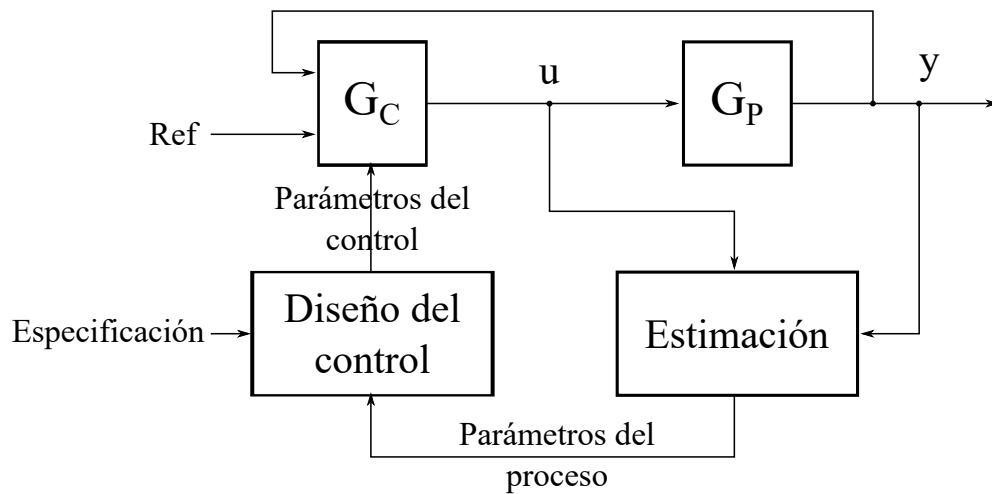 u
y
G_C
G_P
Ref
Parámetros del
control
Especificación
Diseño del
control
Estimación
Parámetros del
proceso